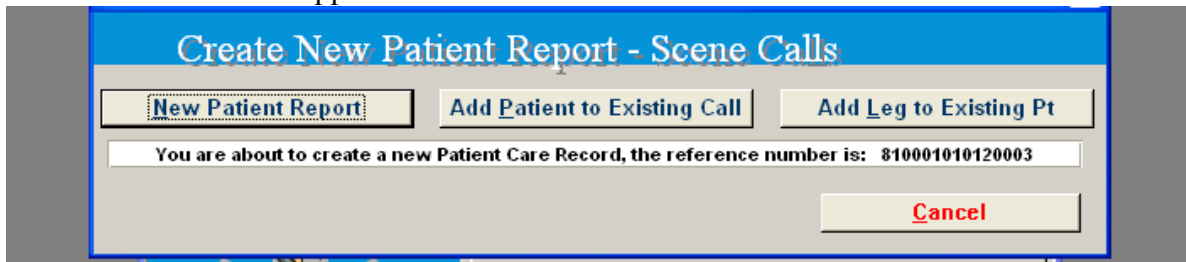 Create New Patient Report - Scene Calls
New Patient Report Add Patient to Existing Call Add Leg to Existing Pt
You are about to create a new Patient Care Record, the reference number is: 810001010120003
Cancel